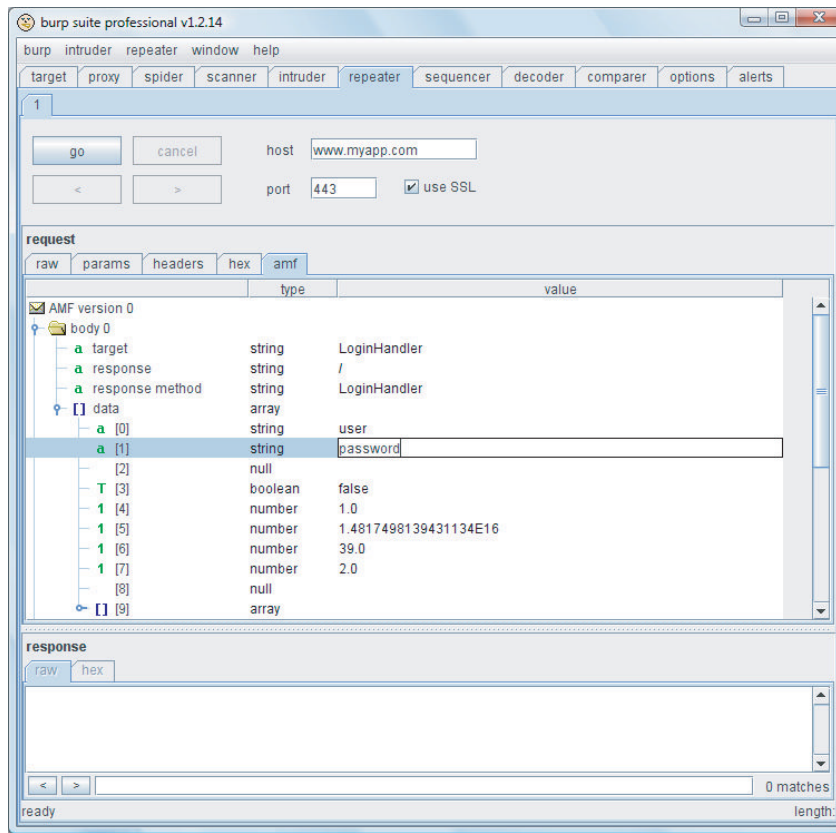 burp suite professional v1.2.14
burp intruder repeater window help
target proxy spider scanner intruder repeater sequencer decoder comparer options alerts
1
go cancel host www.myapp.com
< > port 443 use SSL
request
raw params headers hex amf
type value
AMF version 0
body 0
a target string LoginHandler
a response string /
a response method string LoginHandler
[] data array
a [0] string user
a [1] string password
[2] null
T [3] boolean false
1 [4] number 1.0
1 [5] number 1.4817498139431134E16
1 [6] number 39.0
1 [7] number 2.0
[8] null
[] [9] array
response
raw hex
< > 0 matches
ready length: